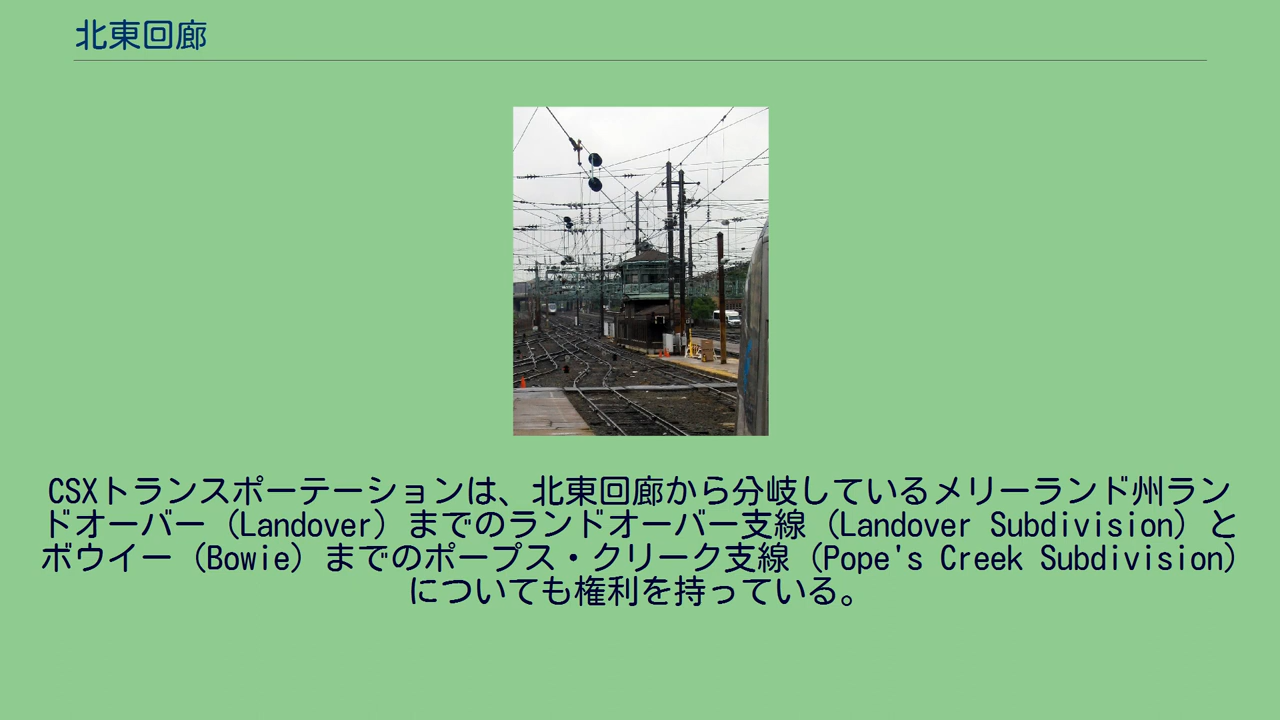 北東回廊
CSXトランスポーテーションは、北東回廊から分岐しているメリーランド州ラン
ドオーバー（Landover）までのランドオーバー支線（Landover Subdivision）と
ボウイー（Bowie）までのポープス・クリーク支線（Pope's Creek Subdivision）
についても権利を持っている。